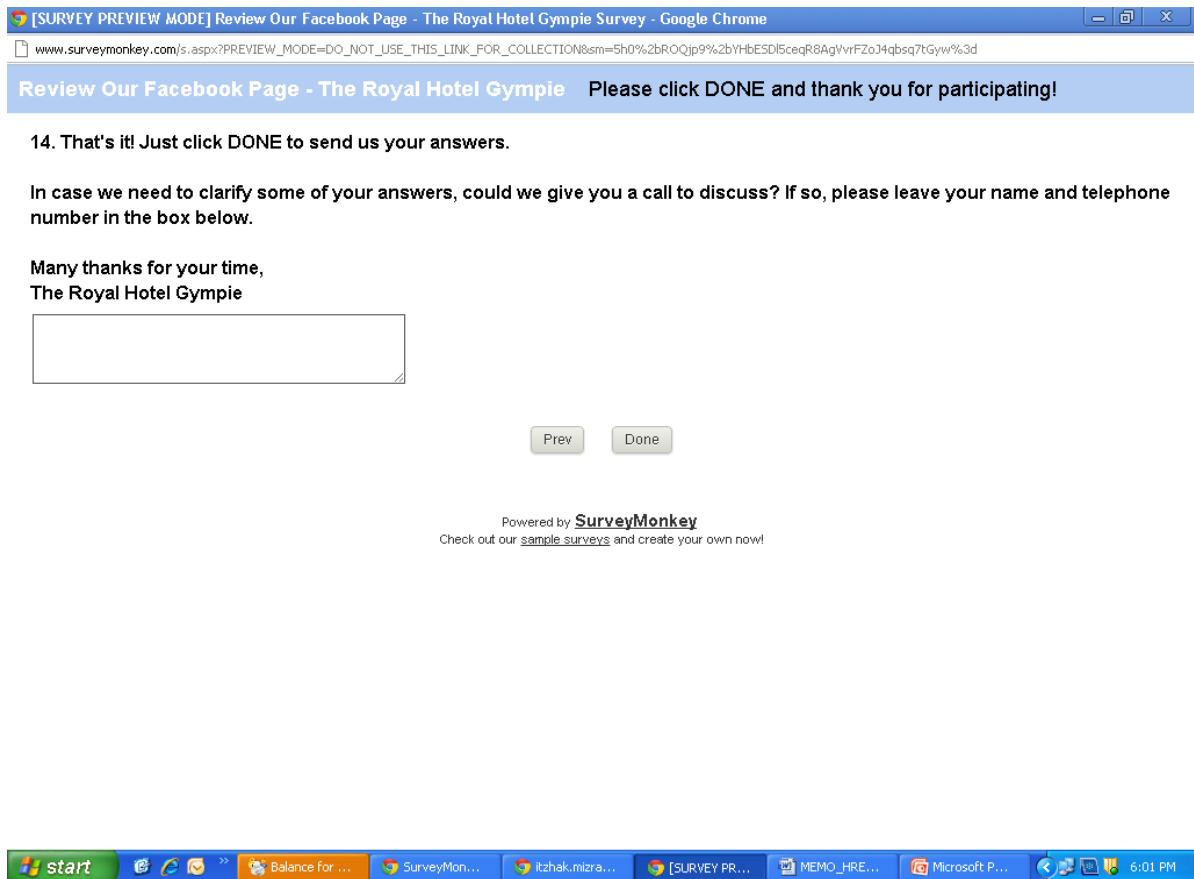 [SURVEY PREVIEW MODE] Review Our Facebook Page - The Royal Hotel Gympie Survey - Google Chrome
www.surveymonkey.com/s.aspx?PREVIEW_MODE=DO_NOT_USE_THIS_LINK_FOR_COLLECTION&sm=5h0%2bROQjp9%2bYHbESDl5ceqR8AgVvrFZoJ4qbsq7tGyw%3d
Review Our Facebook Page - The Royal Hotel Gympie Please click DONE and thank you for participating!
14. That's it! Just click DONE to send us your answers.
In case we need to clarify some of your answers, could we give you a call to discuss? If so, please leave your name and telephone
number in the box below.
Many thanks for your time,
The Royal Hotel Gympie
Prev Done
Powered by SurveyMonkey
Check out our sample surveys and create your own now!
start Balance for ... SurveyMon... itzhak.mizra... [SURVEY PR... MEMO_HRE... Microsoft P... 6:01 PM